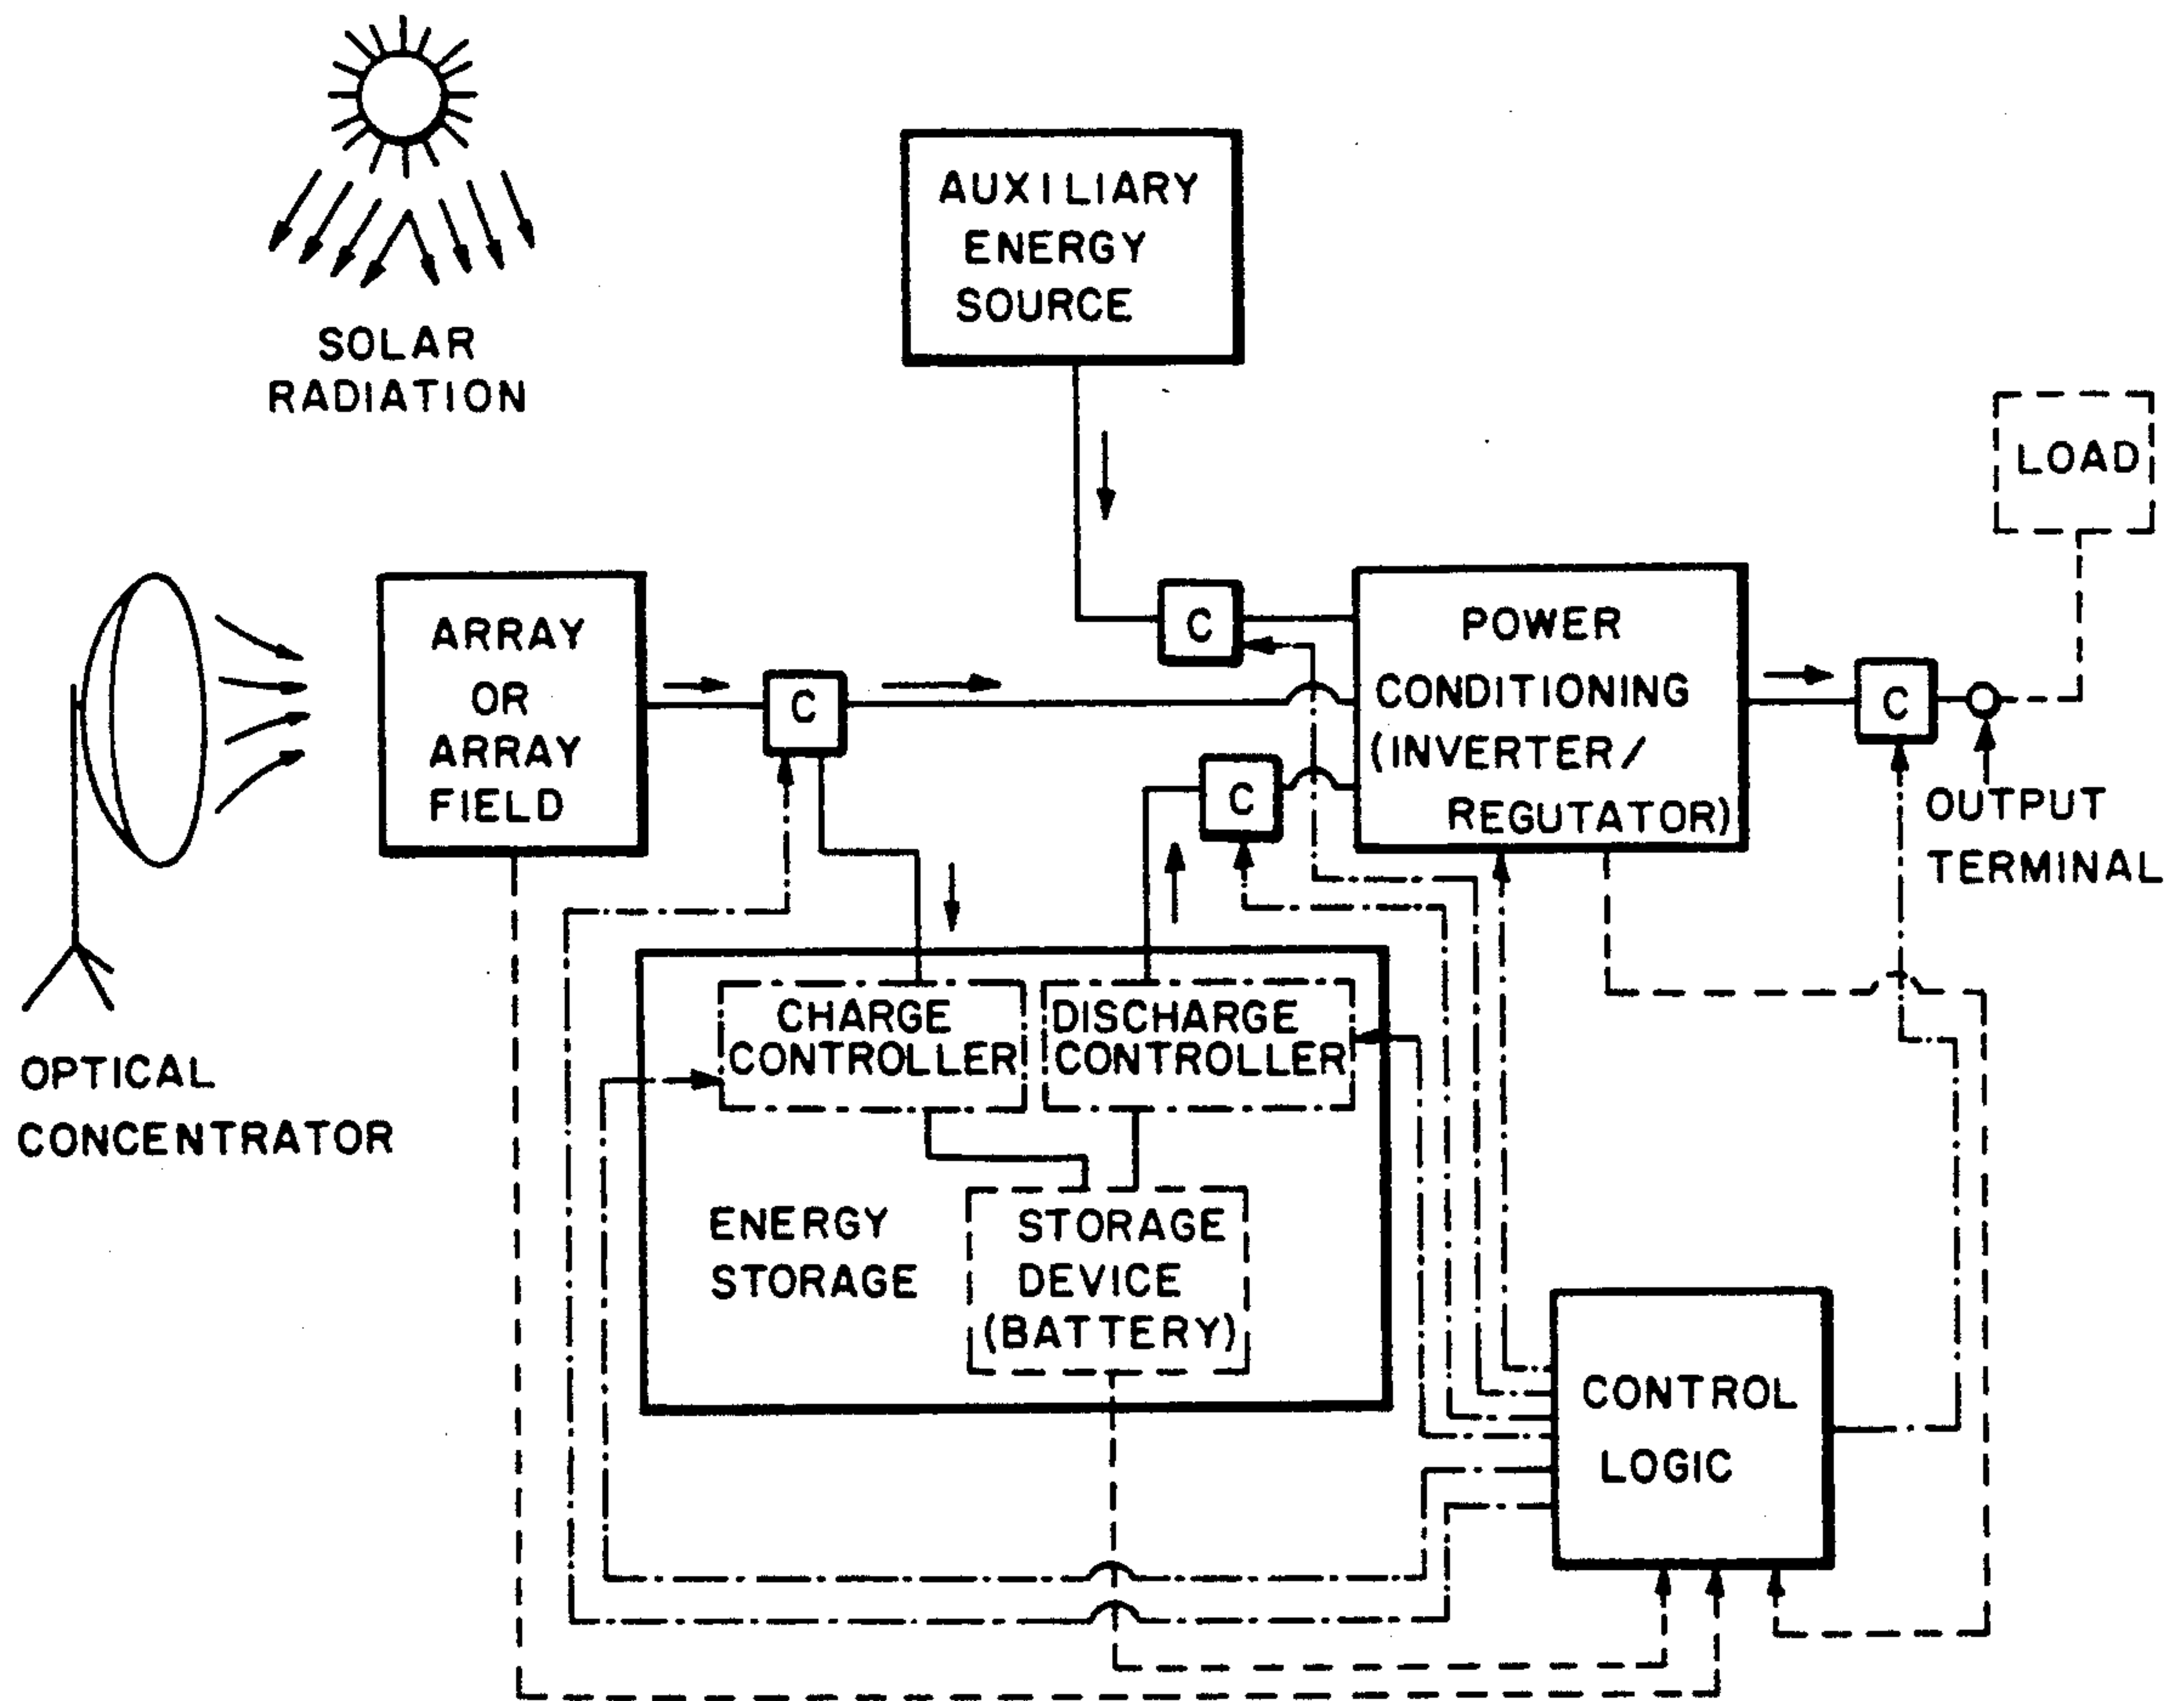 SOLAR
RADIATION
AUXILIARY
ENERGY
SOURCE
LOAD
ARRAY
OR
ARRAY
FIELD
C
C
C
POWER
CONDITIONING
(INVERTER/
REGUTATOR)
C
OUTPUT
TERMINAL
OPTICAL
CONCENTRATOR
CHARGE
CONTROLLER
DISCHARGE
CONTROLLER
ENERGY
STORAGE
STORAGE
DEVICE
(BATTERY)
CONTROL
LOGIC